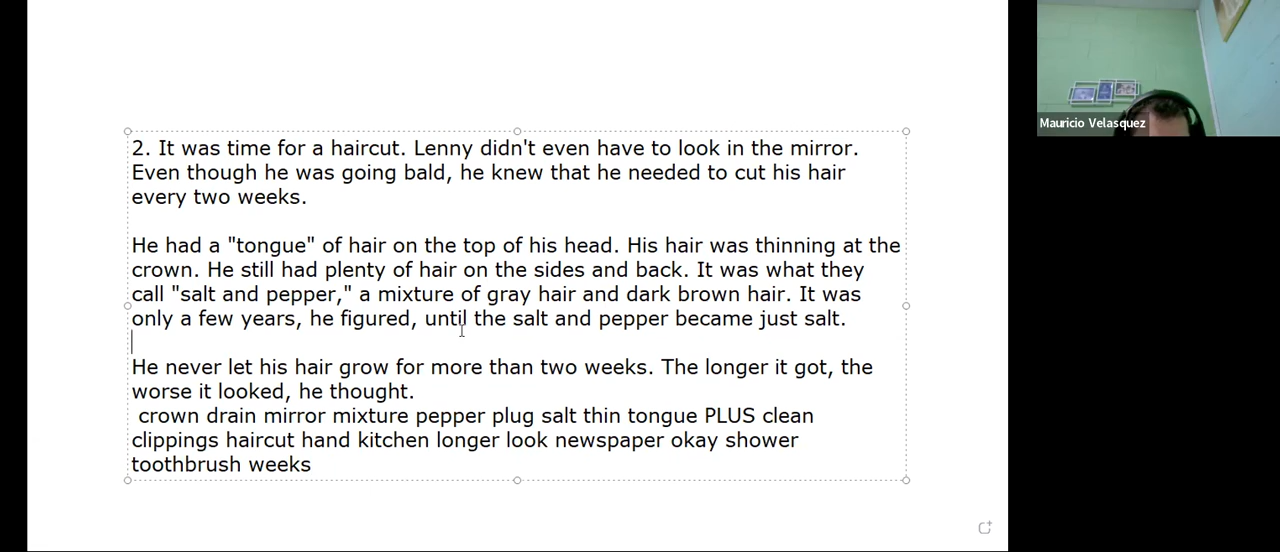 2. It was time for a haircut. Lenny didn't even have to look in the mirror.
Even though he was going bald, he knew that he needed to cut his hair
every two weeks.
He had a "tongue" of hair on the top of his head. His hair was thinning at the
crown. He still had plenty of hair on the sides and back. It was what they
call "salt and pepper," a mixture of gray hair and dark brown hair. It was
only a few years, he figured, until the salt and pepper became just salt.
He never let his hair grow for more than two weeks. The longer it got, the
worse it looked, he thought.
crown drain mirror mixture pepper plug salt thin tongue PLUS clean
clippings haircut hand kitchen longer look newspaper okay shower
toothbrush weeks
Mauricio Velasquez